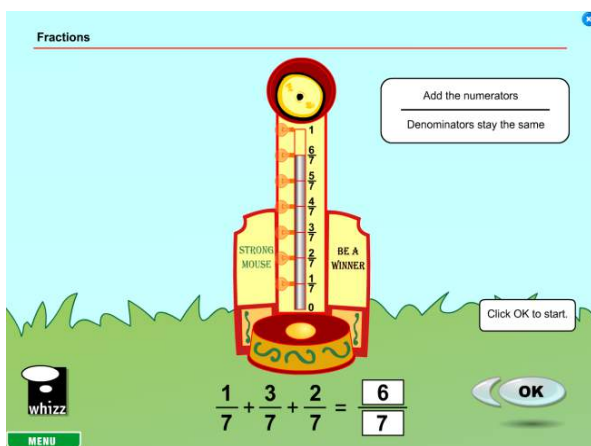 Fractions
Add the numerators
Denominators stay the same
1
6/7
5/7
4/7
3/7
2/7
1/7
0
STRONG
MOUSE
BE A
WINNER
Click OK to start.
whizz
1/7 + 3/7 + 2/7 = 6/7
OK
MENU